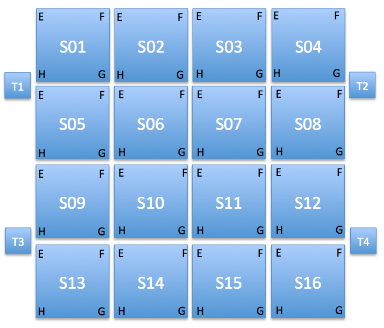 E F E F E F E F
S01 S02 S03 S04
H G H G H G H G
T1 T2
E F E F E F E F
S05 S06 S07 S08
H G H G H G H G
E F E F E F E F
S09 S10 S11 S12
H G H G H G H G
T3 T4
E F E F E F E F
S13 S14 S15 S16
H G H G H G H G